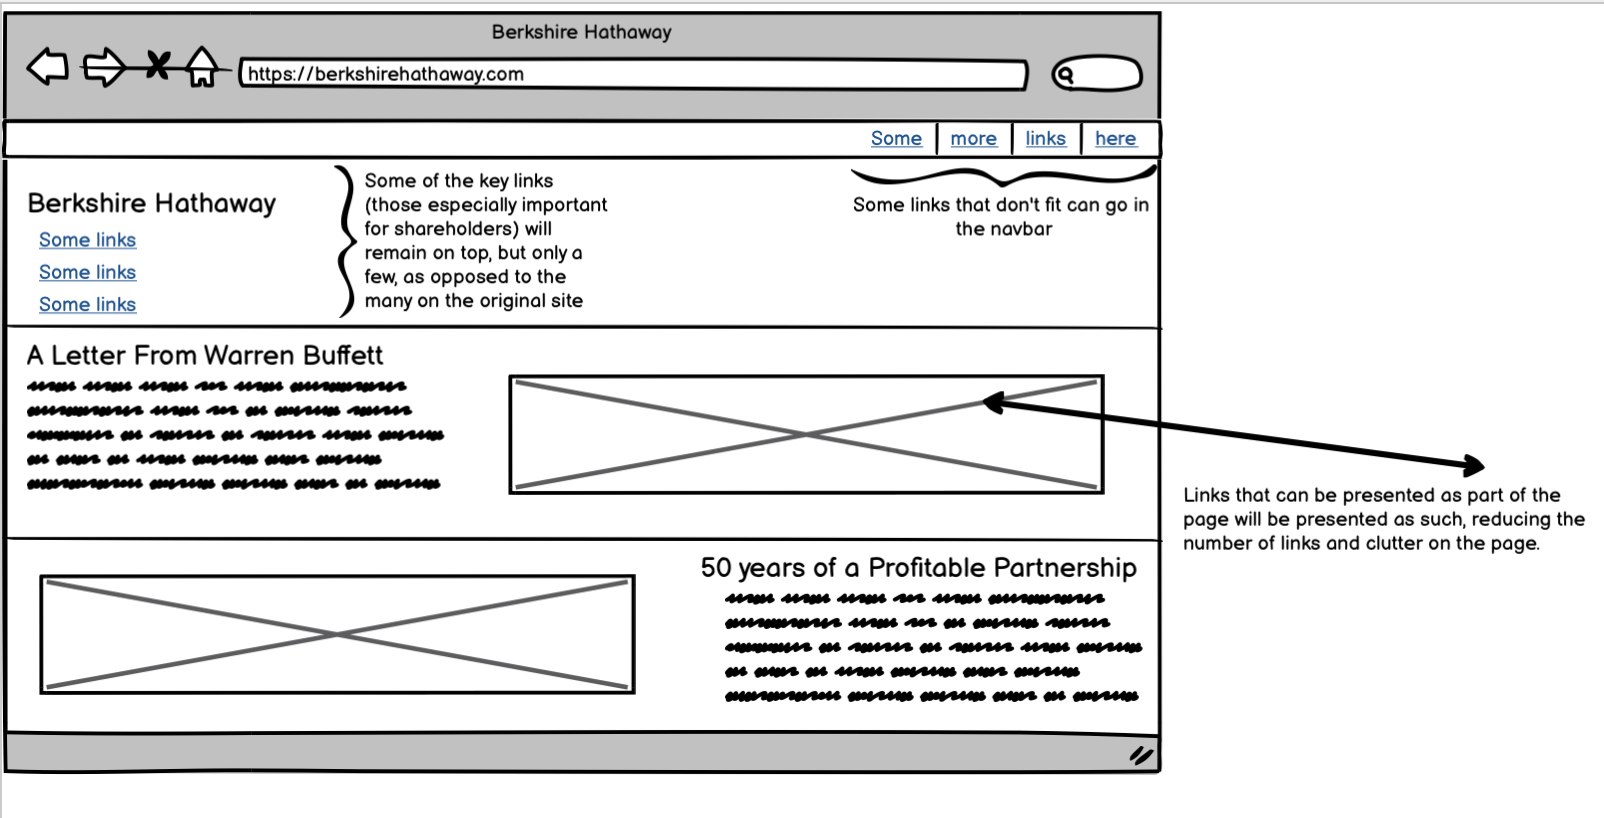 Berkshire Hathaway
https://berkshirehathaway.com
Some more links here
Berkshire Hathaway
Some links
Some links
Some links
Some of the key links
(those especially important
for shareholders) will
remain on top, but only a
few, as opposed to the
many on the original site
Some links that don't fit can go in
the navbar
A Letter From Warren Buffett
Links that can be presented as part of the
page will be presented as such, reducing the
number of links and clutter on the page.
50 years of a Profitable Partnership